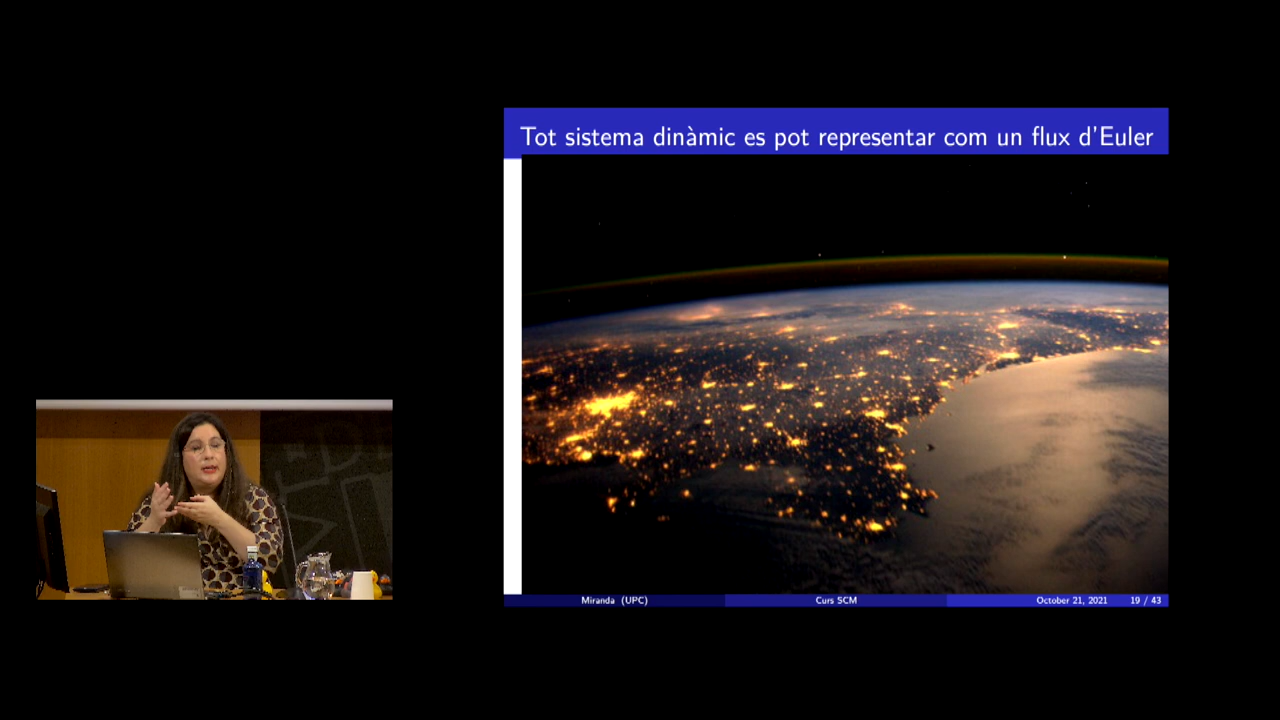 Tot sistema dinàmic es pot representar com un flux d'Euler
Miranda (UPC) Curs SCM October 21, 2021 19 / 43